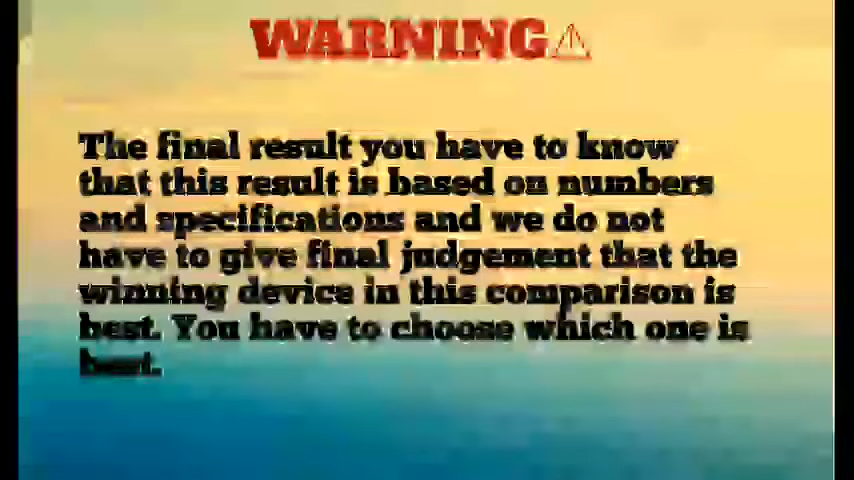 WARNING⚠
The final result you have to know
that this result is based on numbers
and specifications and we do not
have to give final judgement that the
winning device in this comparison is
best. You have to choose which one is
best.